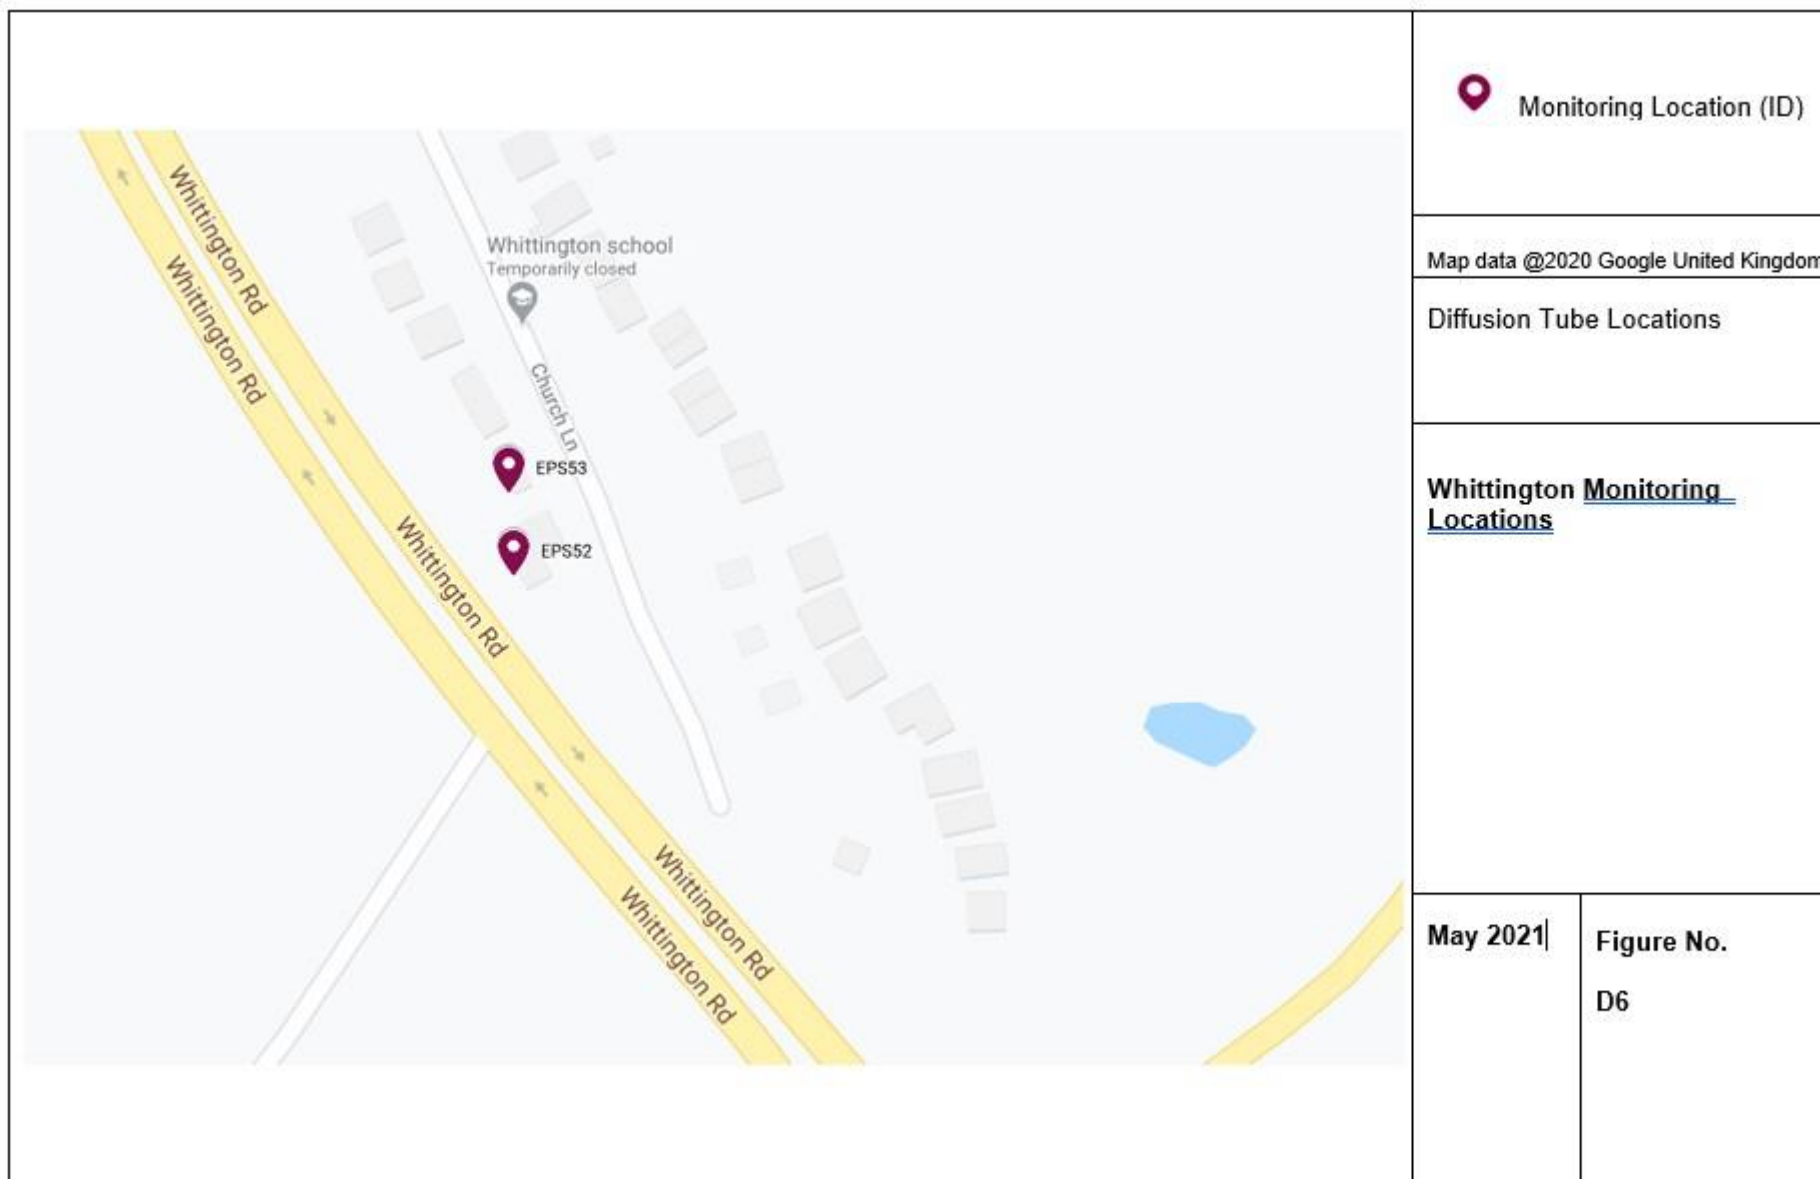 Whittington Rd
Whittington Rd
Whittington school
Temporarily closed
Church Ln
EPS53
EPS52
Whittington Rd
Whittington Rd
Whittington Rd
Monitoring Location (ID)
Map data @2020 Google United Kingdom
Diffusion Tube Locations
Whittington Monitoring
Locations
May 2021
Figure No.
D6